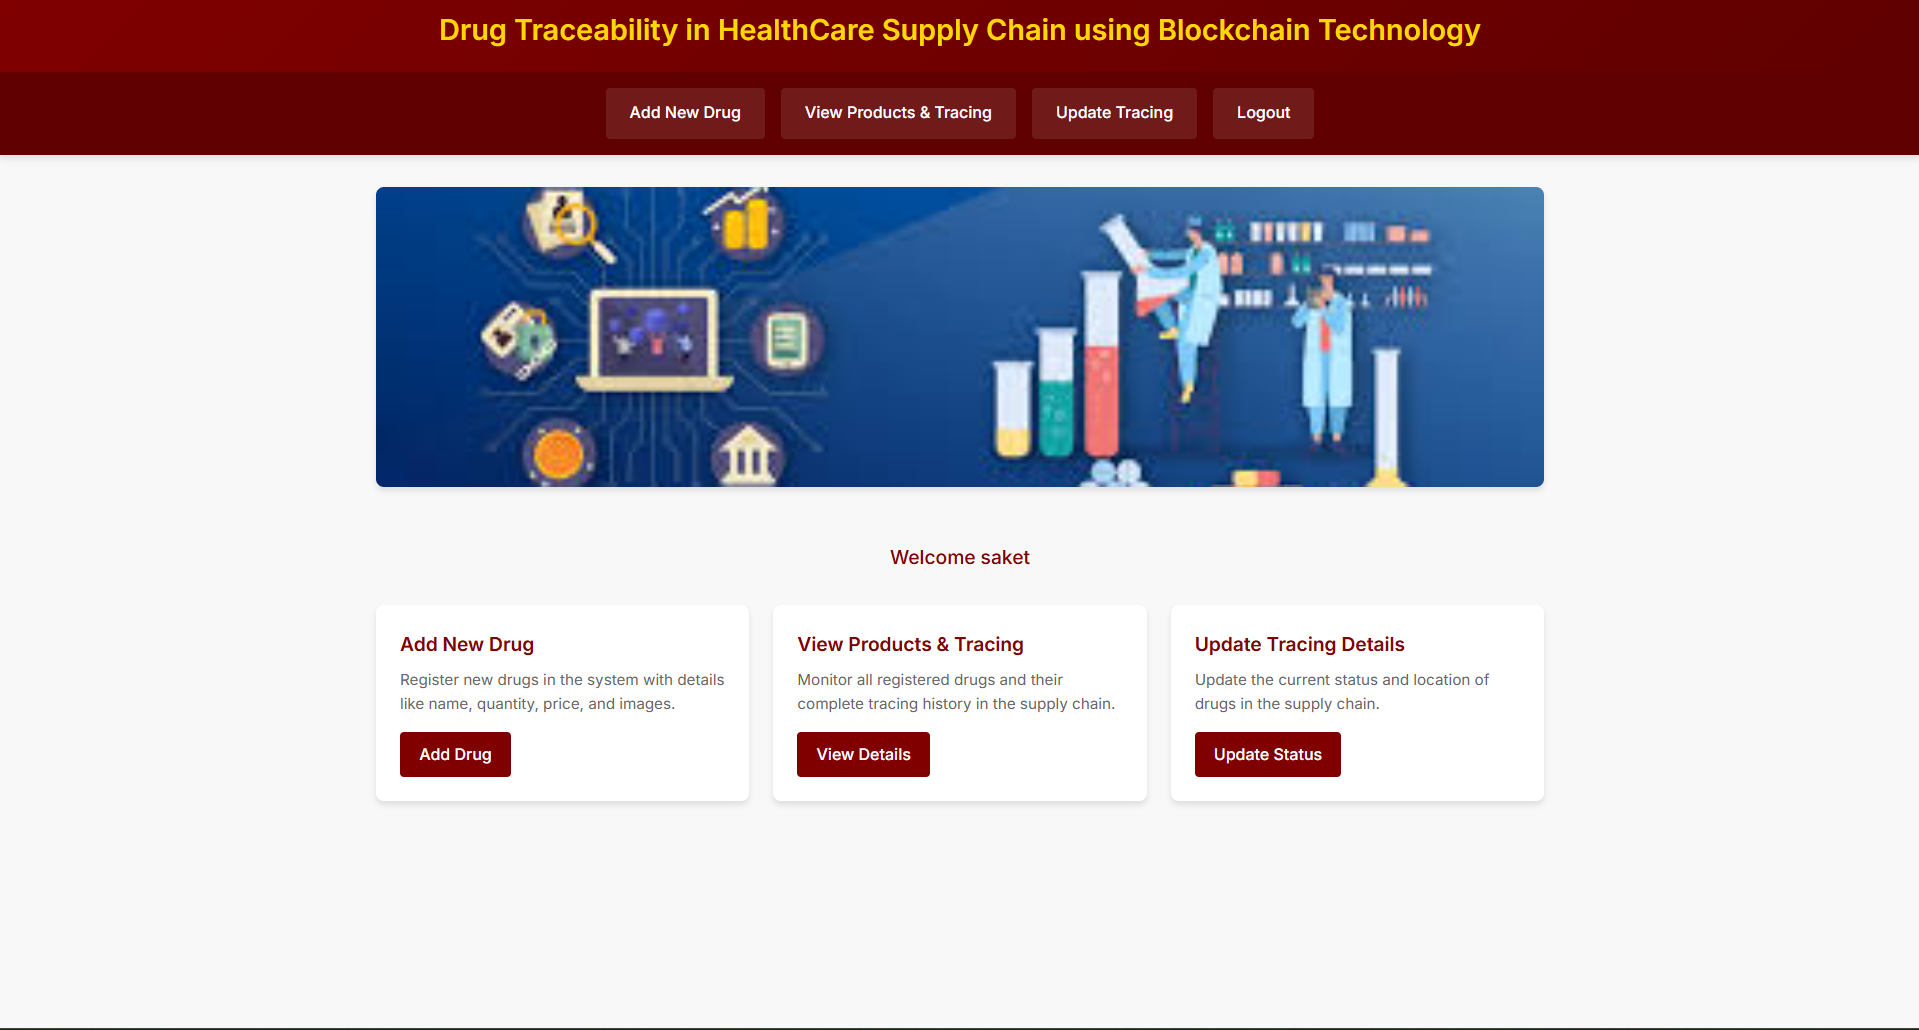 Drug Traceability in HealthCare Supply Chain using Blockchain Technology
Add New Drug
View Products & Tracing
Update Tracing
Logout
Welcome saket
Add New Drug
Register new drugs in the system with details
like name, quantity, price, and images.
Add Drug
View Products & Tracing
Monitor all registered drugs and their
complete tracing history in the supply chain.
View Details
Update Tracing Details
Update the current status and location of
drugs in the supply chain.
Update Status